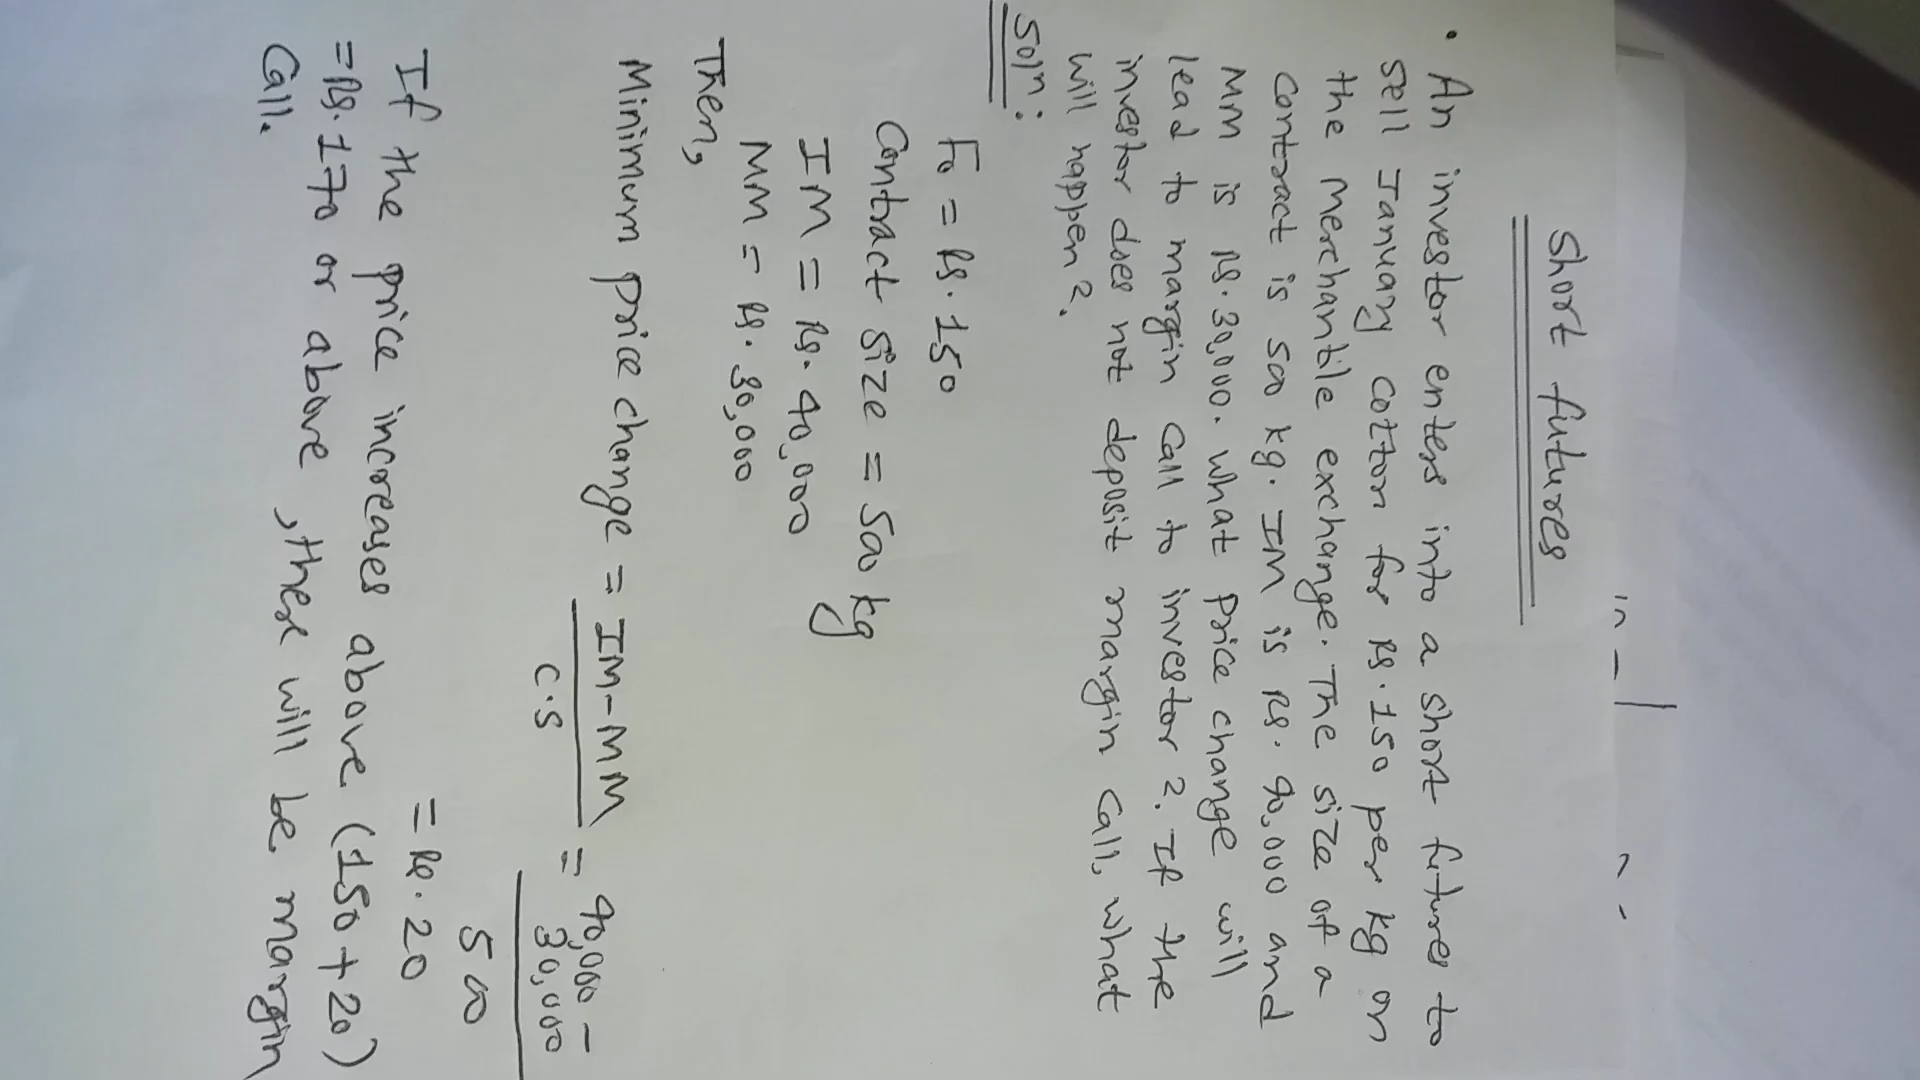 Short futures
• An investor enters into a short futures to
sell January cotton for Rs. 150 per kg on
the merchantile exchange. The size of a
contract is 500 kg. IM is Rs. 40,000 and
MM is Rs. 30,000. What price change will
lead to margin call to investor?. If the
investor does not deposit margin call, what
will happen?.
Solⁿ:
F₀ = Rs. 150
Contract size = 500 kg
IM = Rs. 40,000
MM = Rs. 30,000
Then,
Minimum price change = IM-MM / C.S = 40,000 - 30,000 / 500
= Rs. 20
If the price increases above (150 + 20)
= Rs. 170 or above, there will be margin
Call.